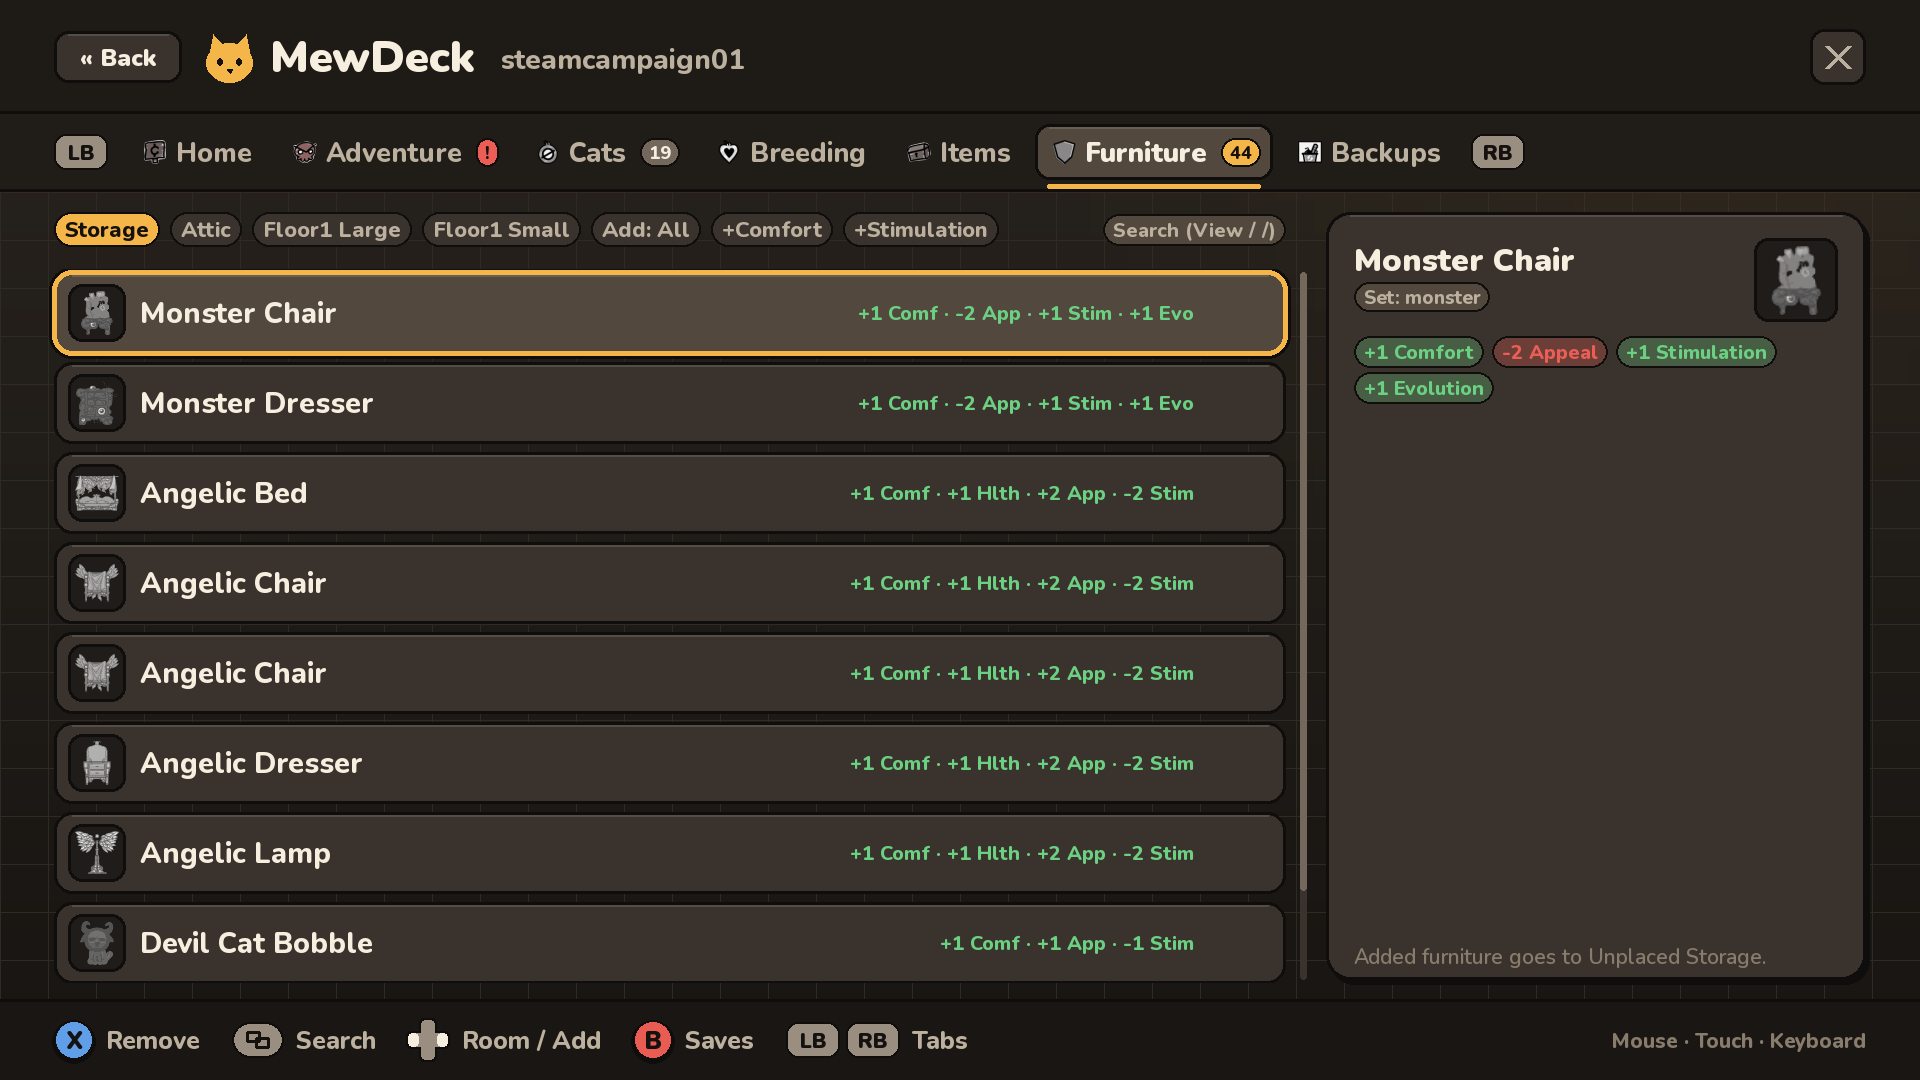 « Back MewDeck steamcampaign01
LB Home Adventure ! Cats 19 Breeding Items Furniture 44 Backups RB
Storage Attic Floor1 Large Floor1 Small Add: All +Comfort +Stimulation Search (View / /)
Monster Chair +1 Comf · -2 App · +1 Stim · +1 Evo
Monster Dresser +1 Comf · -2 App · +1 Stim · +1 Evo
Angelic Bed +1 Comf · +1 Hlth · +2 App · -2 Stim
Angelic Chair +1 Comf · +1 Hlth · +2 App · -2 Stim
Angelic Chair +1 Comf · +1 Hlth · +2 App · -2 Stim
Angelic Dresser +1 Comf · +1 Hlth · +2 App · -2 Stim
Angelic Lamp +1 Comf · +1 Hlth · +2 App · -2 Stim
Devil Cat Bobble +1 Comf · +1 App · -1 Stim
Monster Chair
Set: monster
+1 Comfort -2 Appeal +1 Stimulation
+1 Evolution
Added furniture goes to Unplaced Storage.
X Remove Search Room / Add B Saves LB RB Tabs Mouse · Touch · Keyboard